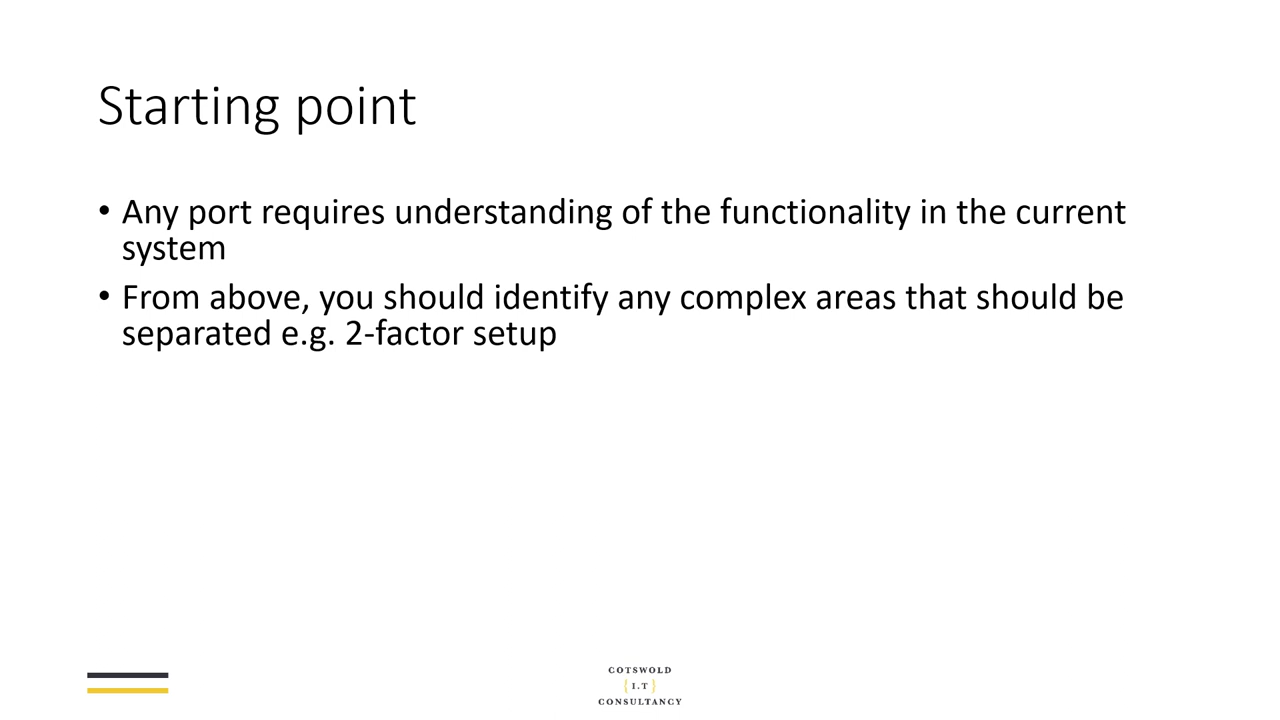 Starting point
• Any port requires understanding of the functionality in the current
system
• From above, you should identify any complex areas that should be
separated e.g. 2-factor setup
COTSWOLD
{I.T}
CONSULTANCY